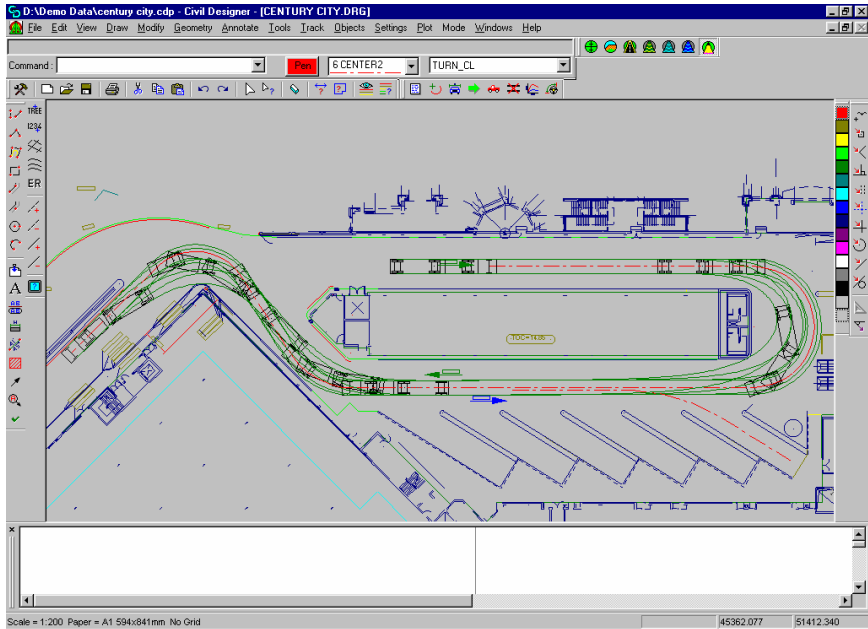 D:\Demo Data\century city.cdp - Civil Designer - [CENTURY CITY.DRG]
File Edit View Draw Modify Geometry Annotate Tools Track Objects Settings Plot Mode Windows Help
Command: Pen 6 CENTER2 TURN_CL
TREE
1234
ER
A
TOC=1486
Scale = 1:200 Paper = A1 594x841mm No Grid 45362.077 51412.340